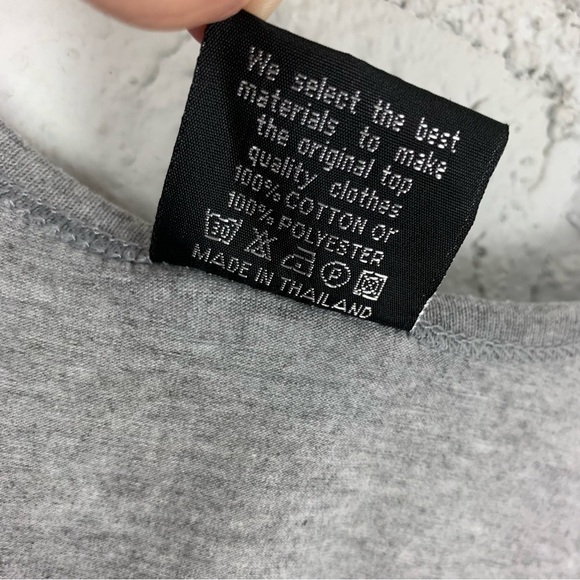 We select the best
materials to make
the original top
quality clothes
100% COTTON or
100% POLYESTER
30 P
MADE IN THAILAND